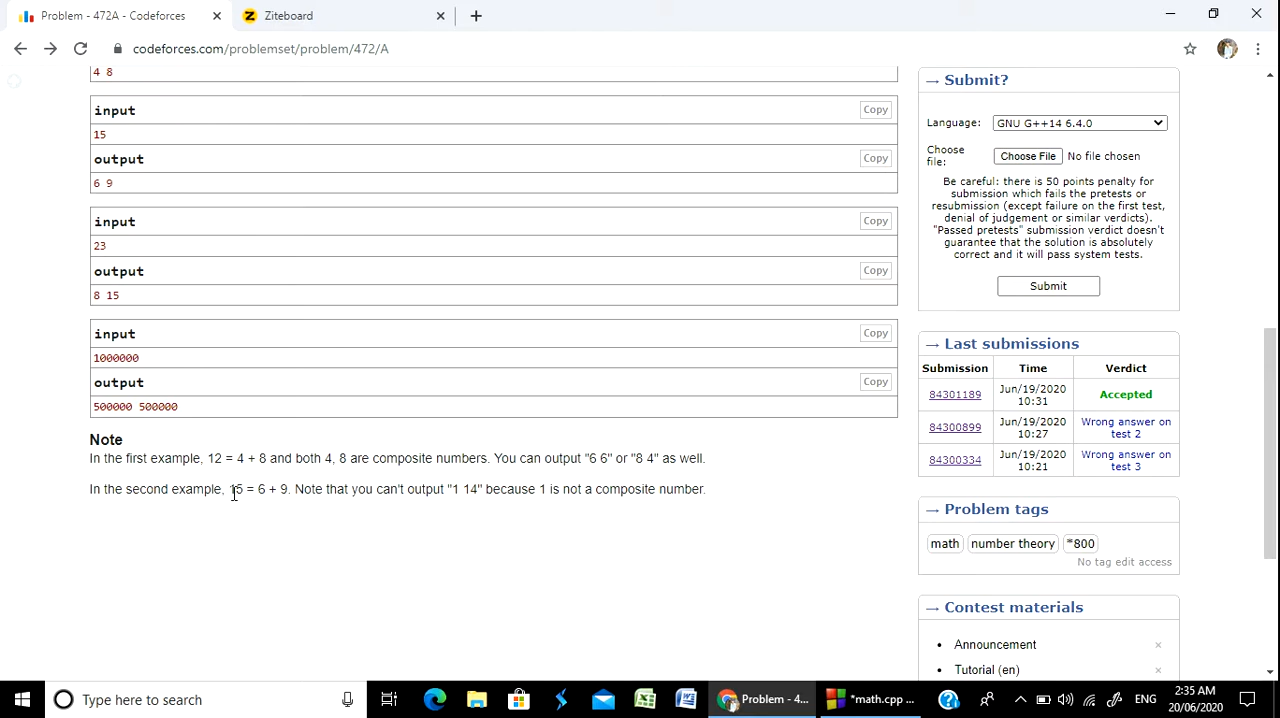 Problem - 472A - Codeforces
Ziteboard
codeforces.com/problemset/problem/472/A
4 8
input
Copy
15
output
Copy
6 9
input
Copy
23
output
Copy
8 15
input
Copy
1000000
output
Copy
500000 500000
Note
In the first example, 12 = 4 + 8 and both 4, 8 are composite numbers. You can output "6 6" or "8 4" as well.
In the second example, 15 = 6 + 9. Note that you can't output "1 14" because 1 is not a composite number.
→ Submit?
Language: GNU G++14 6.4.0
Choose
file: Choose File No file chosen
Be careful: there is 50 points penalty for
submission which fails the pretests or
resubmission (except failure on the first test,
denial of judgement or similar verdicts).
"Passed pretests" submission verdict doesn't
guarantee that the solution is absolutely
correct and it will pass system tests.
Submit
→ Last submissions
Submission Time Verdict
84301189 Jun/19/2020 10:31 Accepted
84300899 Jun/19/2020 10:27 Wrong answer on test 2
84300334 Jun/19/2020 10:21 Wrong answer on test 3
→ Problem tags
math number theory *800
No tag edit access
→ Contest materials
Announcement
Tutorial (en)
Type here to search
Problem - 4...
*math.cpp ...
ENG
2:35 AM
20/06/2020